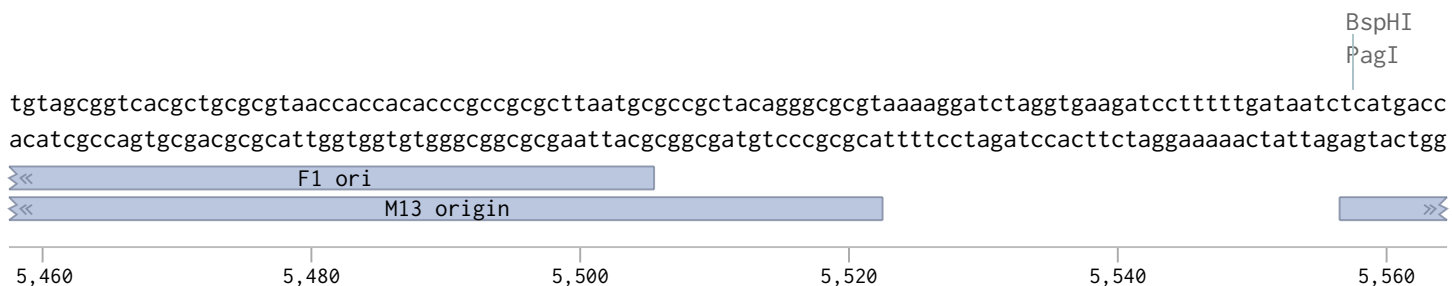 BspHI
PagI
tgtagcggtcacgctgcgcgtaaccaccacacccgccgcgcttaatgcgccgctacagggcgcgtaaaaggatctaggtgaagatcctttttgataatctcatgacc
acatcgccagtgcgacgcgcattggtggtgtgggcggcgcgaattacgcggcgatgtcccgcgcattttcctagatccacttctaggaaaaactattagagtactgg
« F1 ori
« M13 origin »
5,460 5,480 5,500 5,520 5,540 5,560